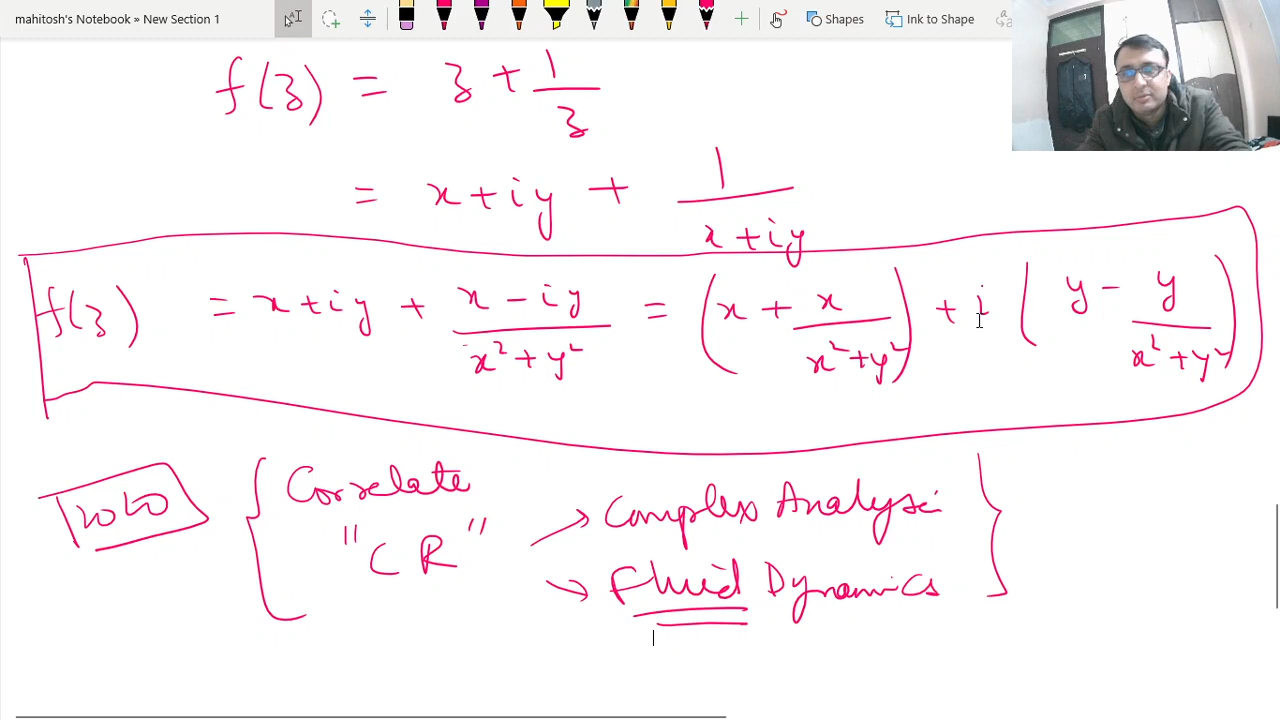 mahitosh's Notebook » New Section 1
Shapes
Ink to Shape
f(z) = z + 1/z
= x + iy + 1/(x + iy)
f(z) = x + iy + (x - iy)/(x² + y²) = (x + x/(x² + y²)) + i (y - y/(x² + y²))
2020 { Correlate → Complex Analysis }
"CR" → Fluid Dynamics